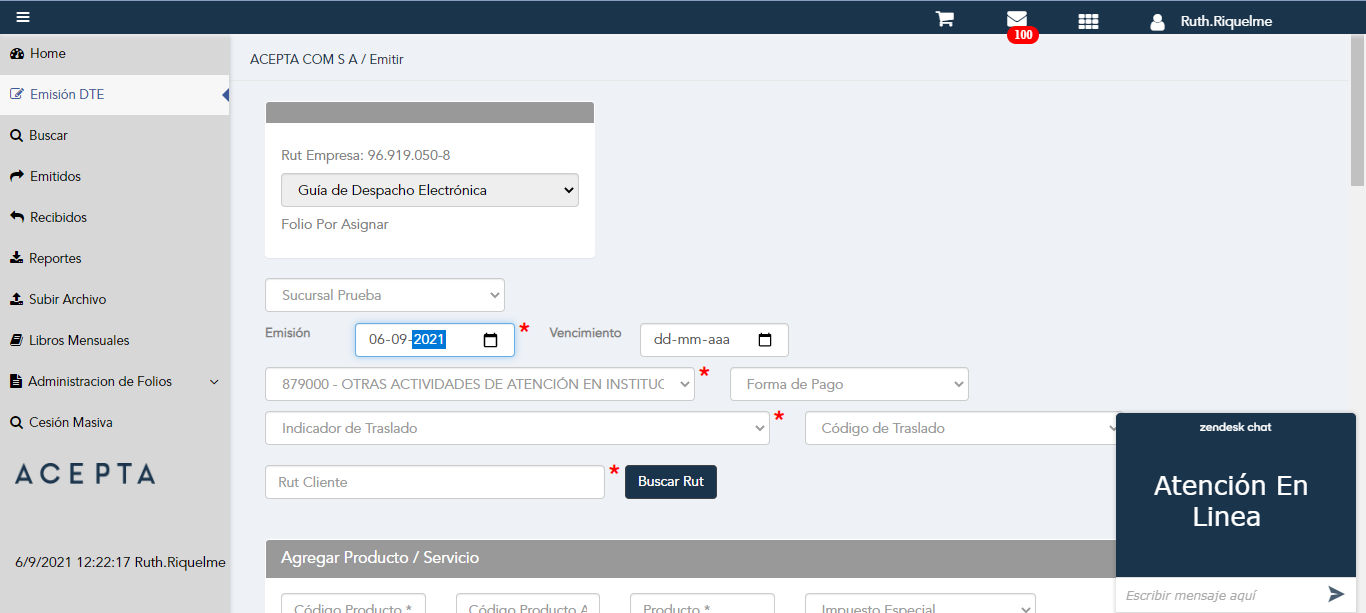 100
Ruth.Riquelme
Home
Emisión DTE
Buscar
Emitidos
Recibidos
Reportes
Subir Archivo
Libros Mensuales
Administracion de Folios
Cesión Masiva
ACEPTA
6/9/2021 12:22:17 Ruth.Riquelme
ACEPTA COM S A / Emitir
Rut Empresa: 96.919.050-8
Guía de Despacho Electrónica
Folio Por Asignar
Sucursal Prueba
Emisión 06-09-2021 * Vencimiento dd-mm-aaa
879000 - OTRAS ACTIVIDADES DE ATENCIÓN EN INSTITUC * Forma de Pago
Indicador de Traslado * Código de Traslado
Rut Cliente * Buscar Rut
Agregar Producto / Servicio
Código Producto * Código Producto A Producto * Impuesto Especial
zendesk chat
Atención En
Linea
Escribir mensaje aquí